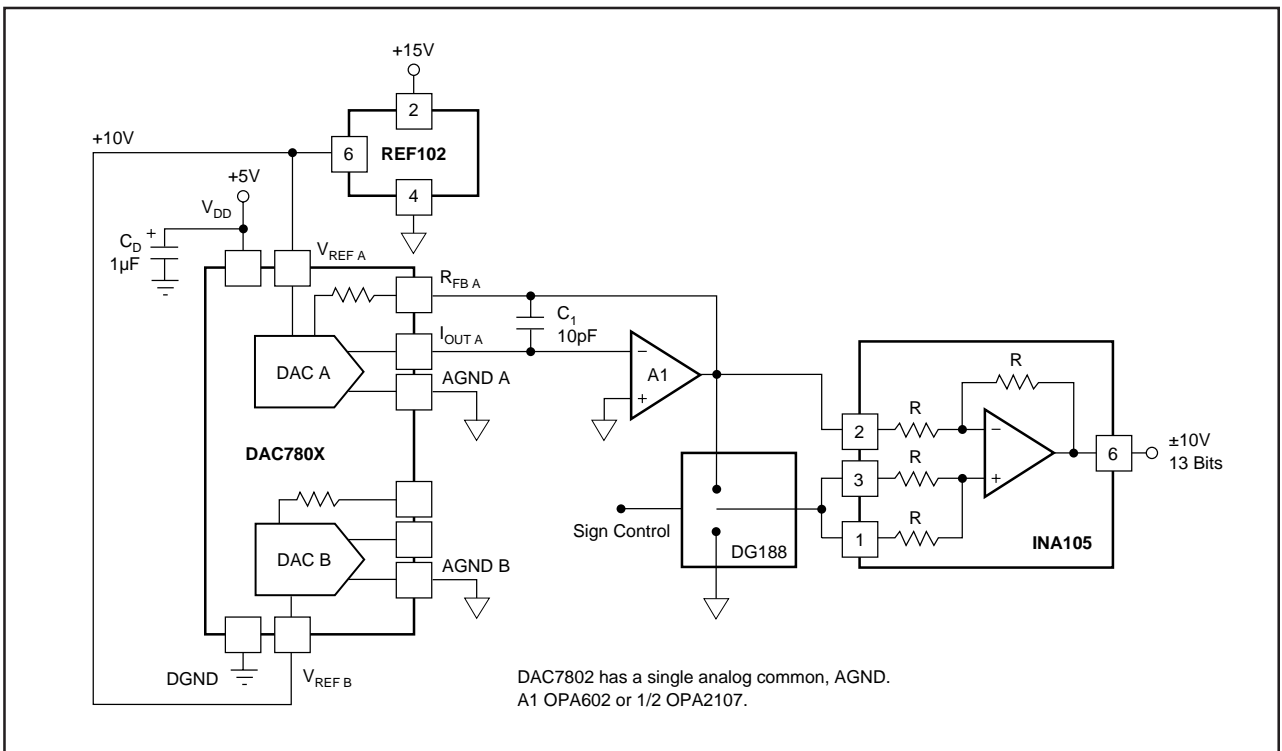 +15V
2
+10V
6
REF102
+5V
4
V_DD
C_D
+
1µF
V_REF A
R_FB A
C_1
10pF
I_OUT A
DAC A
AGND A
−
A1
+
R
2
R
−
DAC780X
3
R
+
6
±10V
13 Bits
Sign Control
R
1
INA105
DG188
DAC B
AGND B
DGND
V_REF B
DAC7802 has a single analog common, AGND.
A1 OPA602 or 1/2 OPA2107.